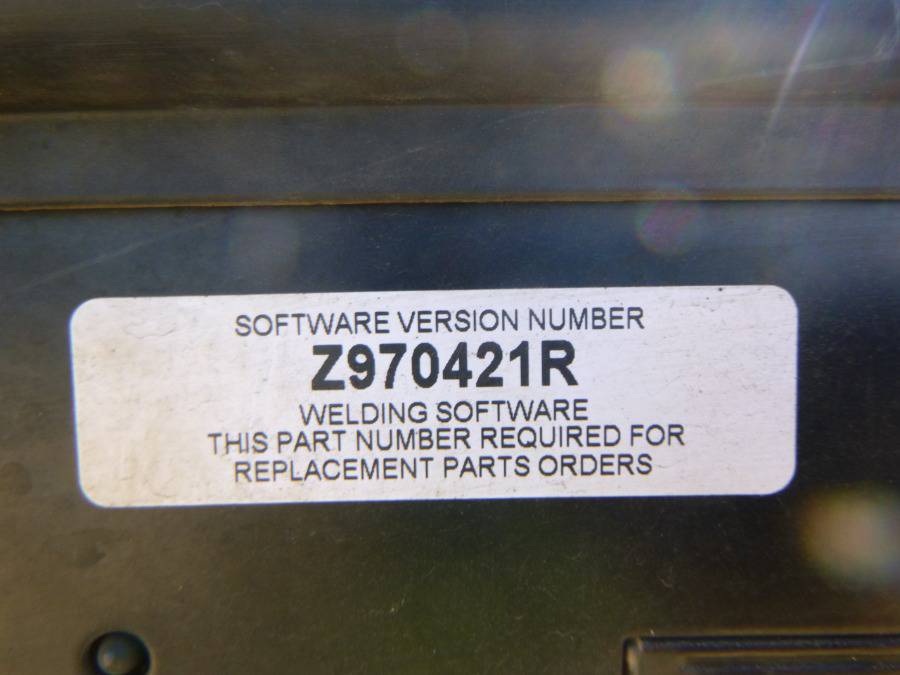 SOFTWARE VERSION NUMBER
Z970421R
WELDING SOFTWARE
THIS PART NUMBER REQUIRED FOR
REPLACEMENT PARTS ORDERS